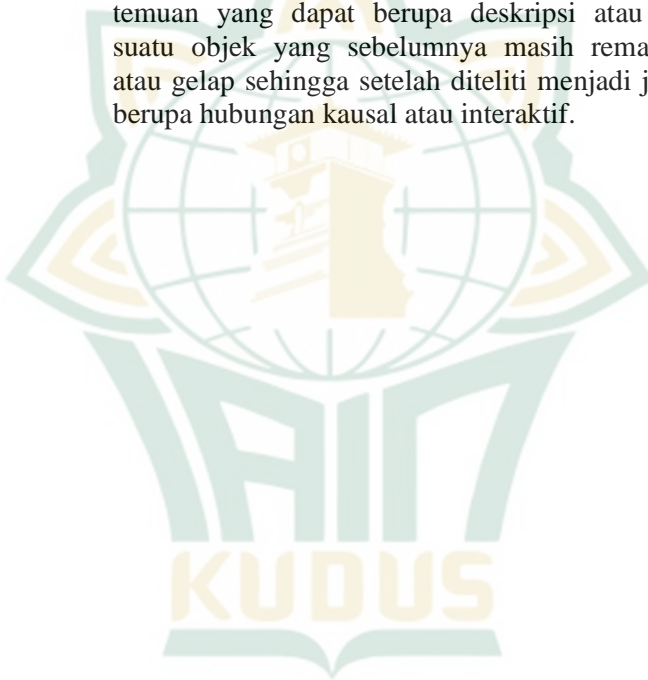 temuan yang dapat berupa deskripsi atau
suatu objek yang sebelumnya masih
atau gelap sehingga setelah diteliti menjadi
berupa hubungan kausal atau interaktif.
IAIN
KUDUS